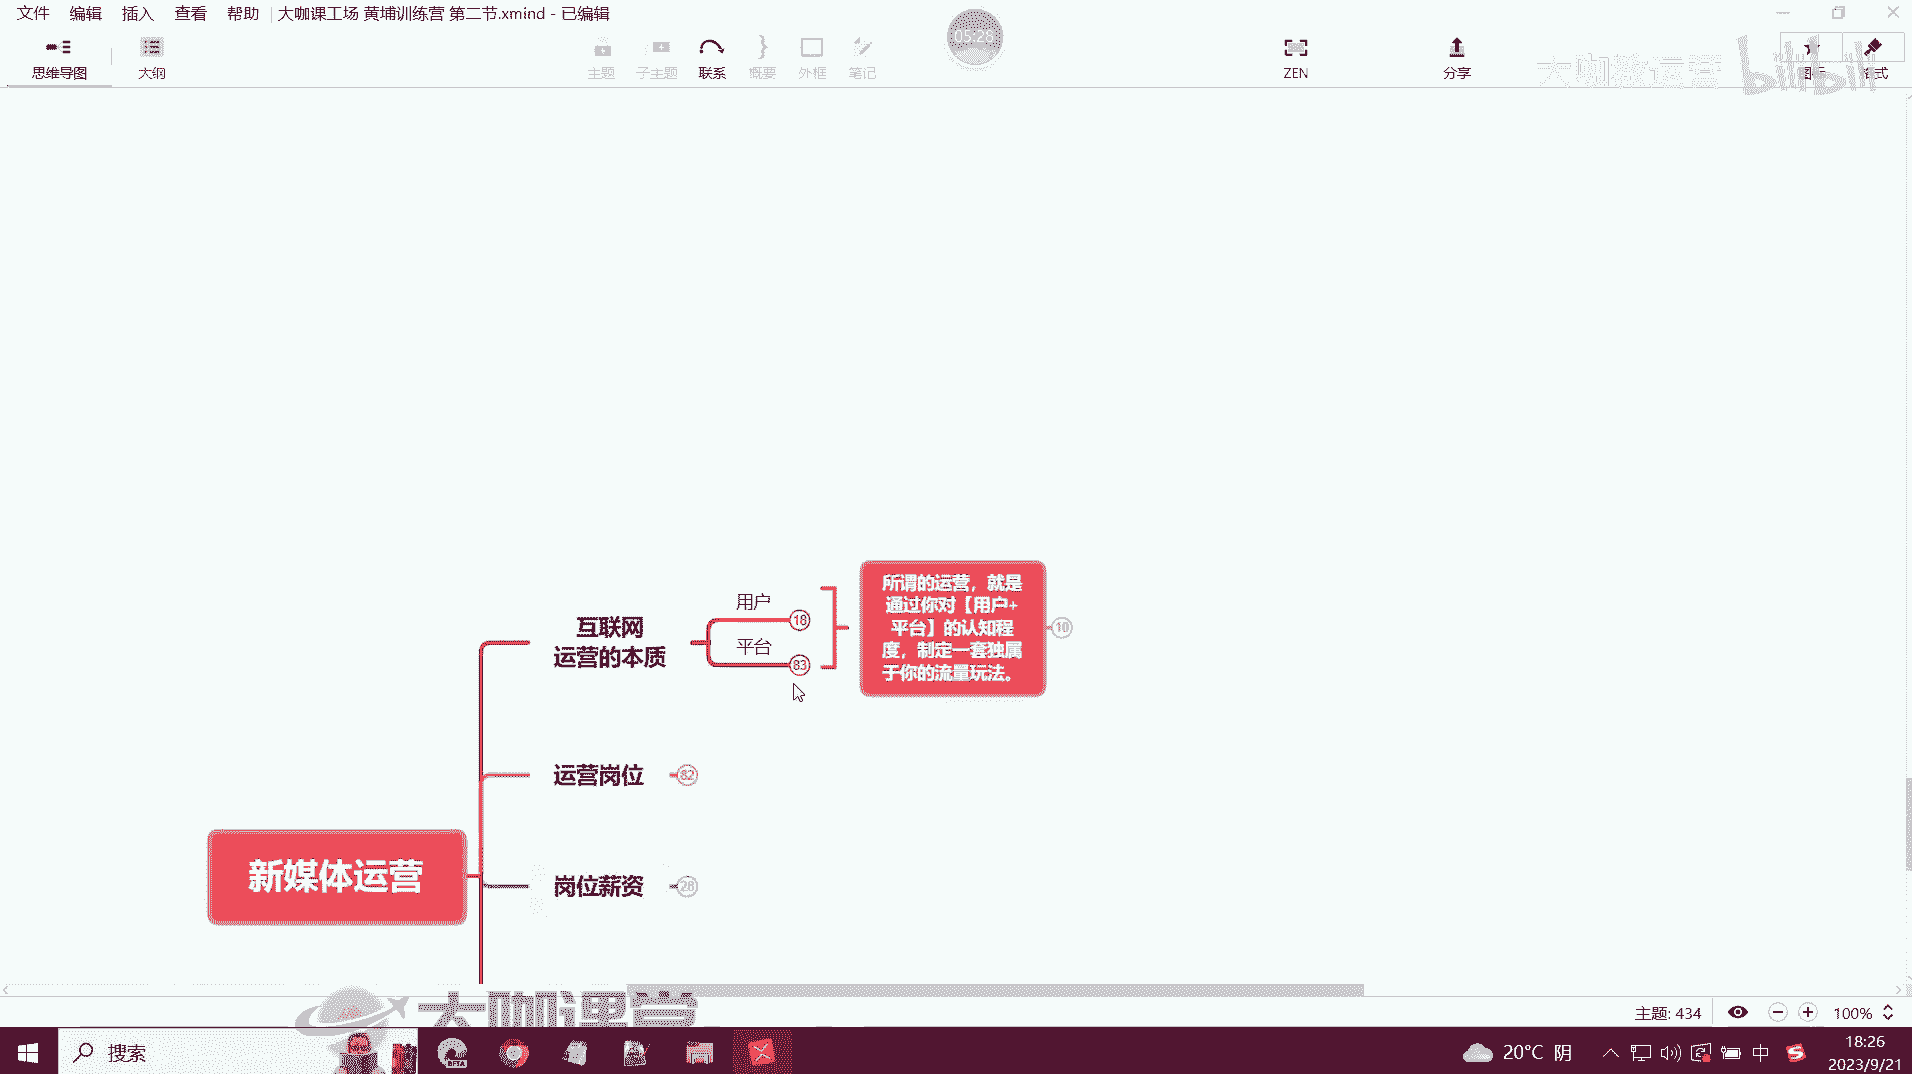 文件 编辑 插入 查看 帮助 大咖课工场 黄埔训练营 第二节.xmind - 已编辑
思维导图 大纲 主题 子主题 联系 概要 外框 笔记 05:28 ZEN 分享
大咖教运营 bilibili
用户 18
平台 83
互联网
运营的本质
所谓的运营，就是
通过你对【用户+
平台】的认知程
度，制定一套独属
于你的流量玩法。
10
运营岗位 82
新媒体运营
岗位薪资 28
大咖课堂
主题: 434 100%
搜索
BETA
20°C 阴 中 18:26
2023/9/21